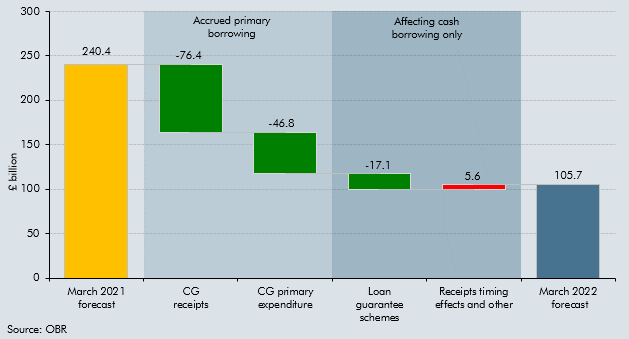 Accrued primary
borrowing
Affecting cash
borrowing only
300
250
200
150
100
50
0
£ billion
240.4
-76.4
-46.8
-17.1
5.6
105.7
March 2021
forecast
CG
receipts
CG primary
expenditure
Loan
guarantee
schemes
Receipts timing
effects and other
March 2022
forecast
Source: OBR